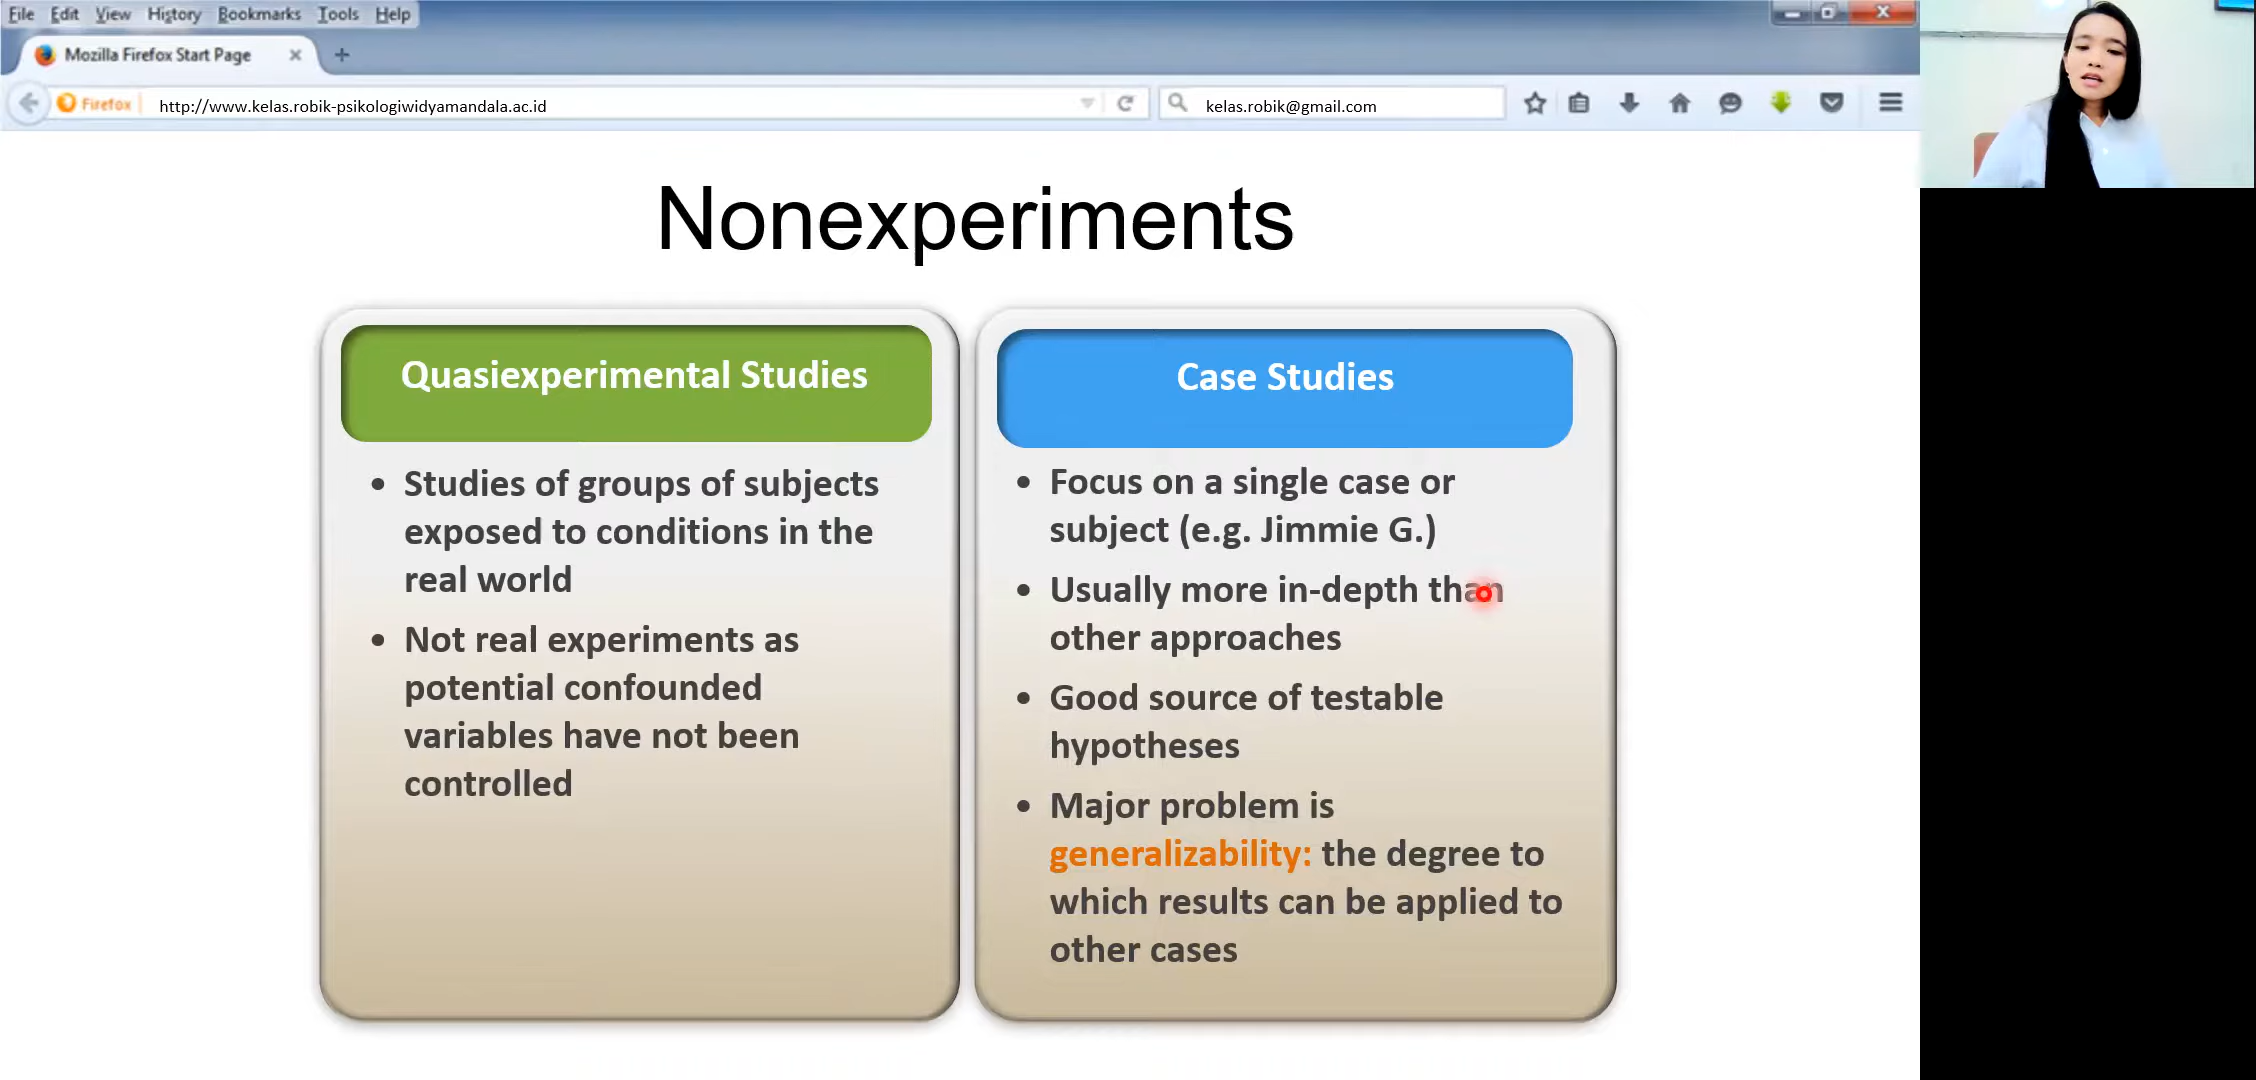 File Edit View History Bookmarks Tools Help
Mozilla Firefox Start Page
Firefox http://www.kelas.robik-psikologiwidyamandala.ac.id kelas.robik@gmail.com
Nonexperiments
Quasiexperimental Studies
• Studies of groups of subjects
exposed to conditions in the
real world
• Not real experiments as
potential confounded
variables have not been
controlled
Case Studies
• Focus on a single case or
subject (e.g. Jimmie G.)
• Usually more in-depth than
other approaches
• Good source of testable
hypotheses
• Major problem is
generalizability: the degree to
which results can be applied to
other cases